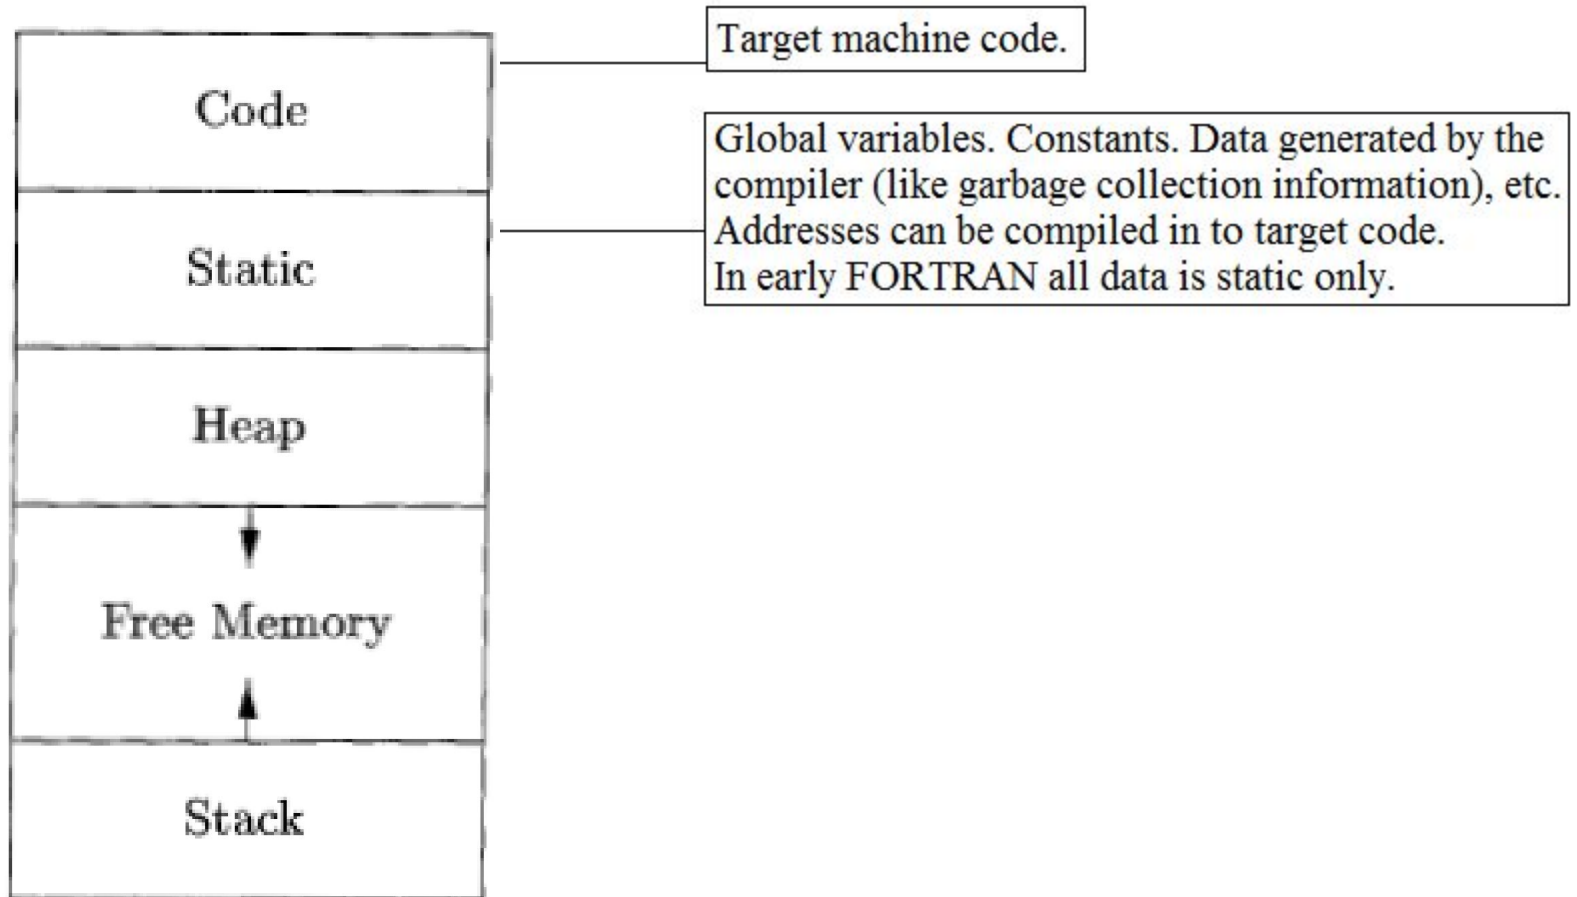 Target machine code.
Code
Global variables. Constants. Data generated by the
compiler (like garbage collection information), etc.
Addresses can be compiled in to target code.
In early FORTRAN all data is static only.
Static
Heap
Free Memory
Stack